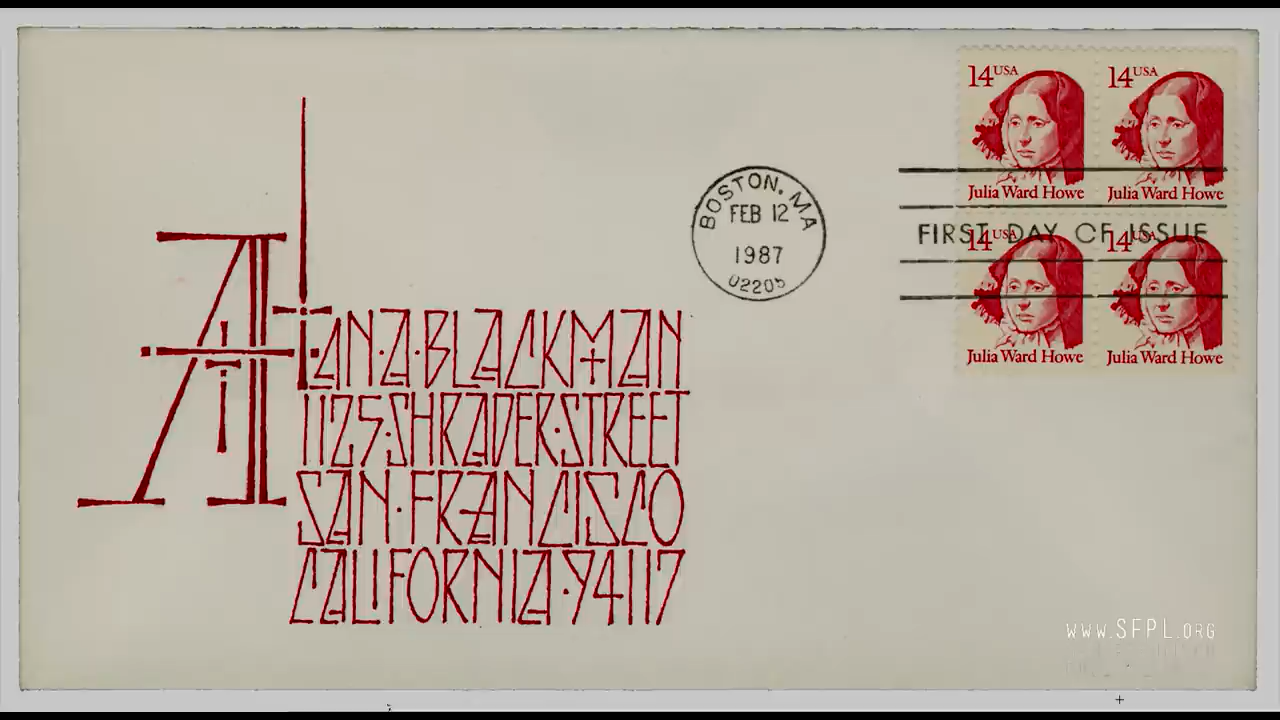 14 USA
Julia Ward Howe
14 USA
Julia Ward Howe
14 USA
Julia Ward Howe
14 USA
Julia Ward Howe
FIRST DAY OF ISSUE
BOSTON, MA
FEB 12
1987
02205
ALAN·A·BLACKMAN
1125·SHRADER·STREET
SAN·FRANCISCO
CALIFORNIA·94117
WWW.SFPL.ORG